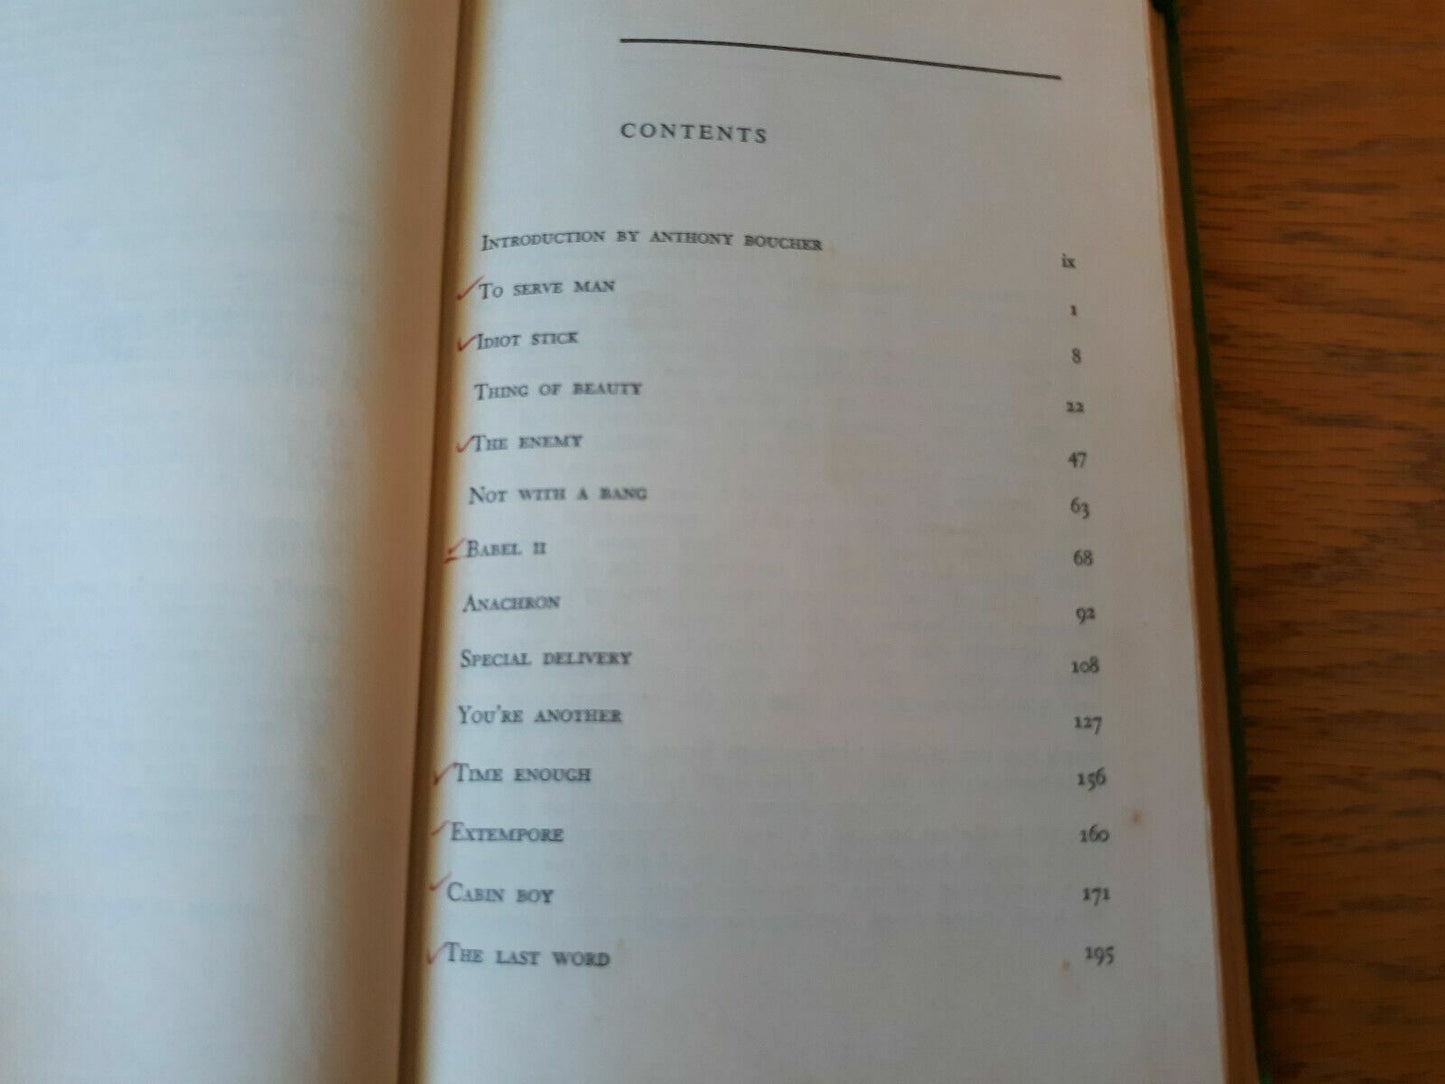 CONTENTS
INTRODUCTION BY ANTHONY BOUCHER ix
TO SERVE MAN 1
IDIOT STICK 8
THING OF BEAUTY 22
THE ENEMY 47
NOT WITH A BANG 63
BABEL II 68
ANACHRON 92
SPECIAL DELIVERY 108
YOU'RE ANOTHER 127
TIME ENOUGH 156
EXTEMPORE 160
CABIN BOY 171
THE LAST WORD 195